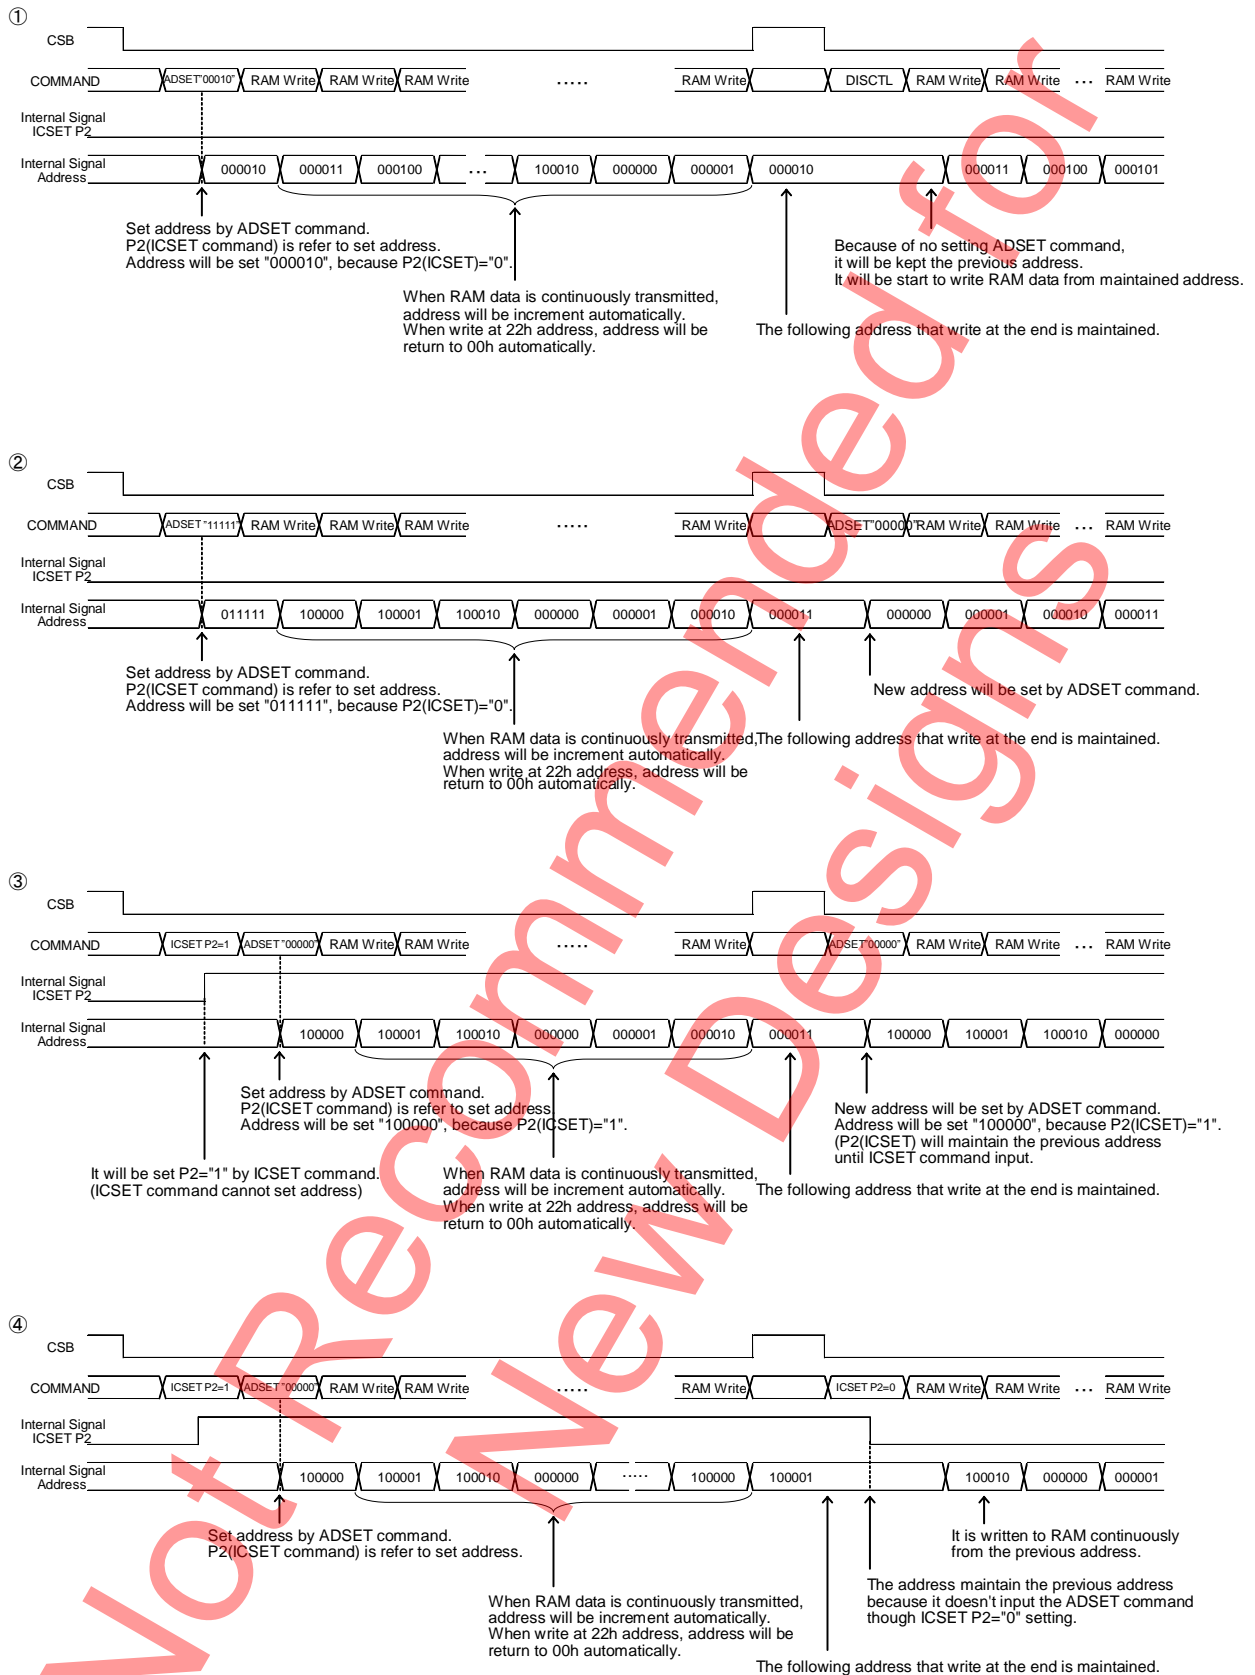 ①
CSB
COMMAND ADSET"00010" RAM Write RAM Write RAM Write ····· RAM Write DISCTL RAM Write RAM Write ··· RAM Write
Internal Signal
ICSET P2
Internal Signal
Address
000010 000011 000100 ··· 100010 000000 000001 000010 000011 000100 000101
Set address by ADSET command.
P2(ICSET command) is refer to set address.
Address will be set "000010", because P2(ICSET)="0".
When RAM data is continuously transmitted,
address will be increment automatically.
When write at 22h address, address will be
return to 00h automatically.
Because of no setting ADSET command,
it will be kept the previous address.
It will be start to write RAM data from maintained address.
The following address that write at the end is maintained.
②
CSB
COMMAND ADSET"11111" RAM Write RAM Write RAM Write ····· RAM Write ADSET"00000" RAM Write RAM Write ··· RAM Write
Internal Signal
ICSET P2
Internal Signal
Address
011111 100000 100001 100010 000000 000001 000010 000011 000000 000001 000010 000011
Set address by ADSET command.
P2(ICSET command) is refer to set address.
Address will be set "011111", because P2(ICSET)="0".
When RAM data is continuously transmitted,
address will be increment automatically.
When write at 22h address, address will be
return to 00h automatically.
New address will be set by ADSET command.
The following address that write at the end is maintained.
③
CSB
COMMAND ICSET P2=1 ADSET"00000" RAM Write RAM Write ····· RAM Write ADSET"00000" RAM Write RAM Write ··· RAM Write
Internal Signal
ICSET P2
Internal Signal
Address
100000 100001 100010 000000 000001 000010 000011 100000 100001 100010 000000
Set address by ADSET command.
P2(ICSET command) is refer to set address.
Address will be set "100000", because P2(ICSET)="1".
It will be set P2="1" by ICSET command.
(ICSET command cannot set address)
When RAM data is continuously transmitted,
address will be increment automatically.
When write at 22h address, address will be
return to 00h automatically.
New address will be set by ADSET command.
Address will be set "100000", because P2(ICSET)="1".
(P2(ICSET) will maintain the previous address
until ICSET command input.
The following address that write at the end is maintained.
④
CSB
COMMAND ICSET P2=1 ADSET"00000" RAM Write RAM Write ····· RAM Write ICSET P2=0 RAM Write RAM Write ··· RAM Write
Internal Signal
ICSET P2
Internal Signal
Address
100000 100001 100010 000000 ····· 100000 100001 100010 000000 000001
Set address by ADSET command.
P2(ICSET command) is refer to set address.
When RAM data is continuously transmitted,
address will be increment automatically.
When write at 22h address, address will be
return to 00h automatically.
It is written to RAM continuously
from the previous address.
The address maintain the previous address
because it doesn't input the ADSET command
though ICSET P2="0" setting.
The following address that write at the end is maintained.
Not Recommended for
New Designs